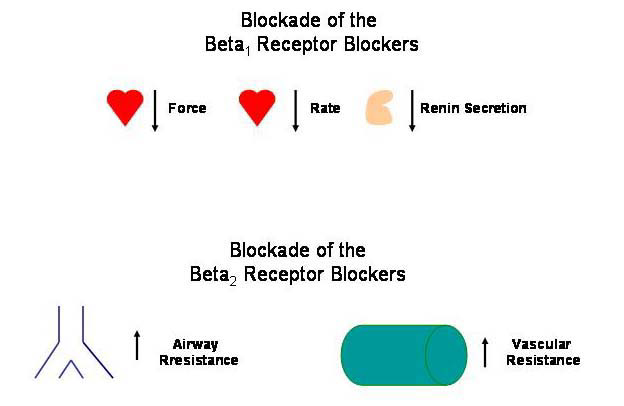 Blockade of the
Beta1 Receptor Blockers
Force
Rate
Renin Secretion
Blockade of the
Beta2 Receptor Blockers
Airway
Rresistance
Vascular
Resistance